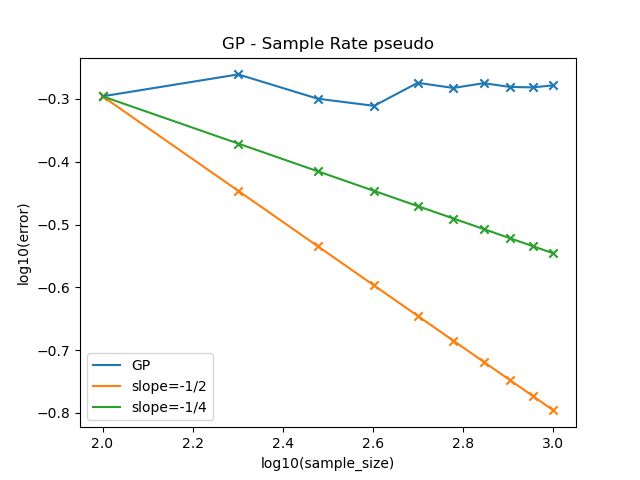 GP - Sample Rate pseudo
−0.3
−0.4
−0.5
−0.6
−0.7
−0.8
log10(error)
GP
slope=-1/2
slope=-1/4
2.0 2.2 2.4 2.6 2.8 3.0
log10(sample_size)